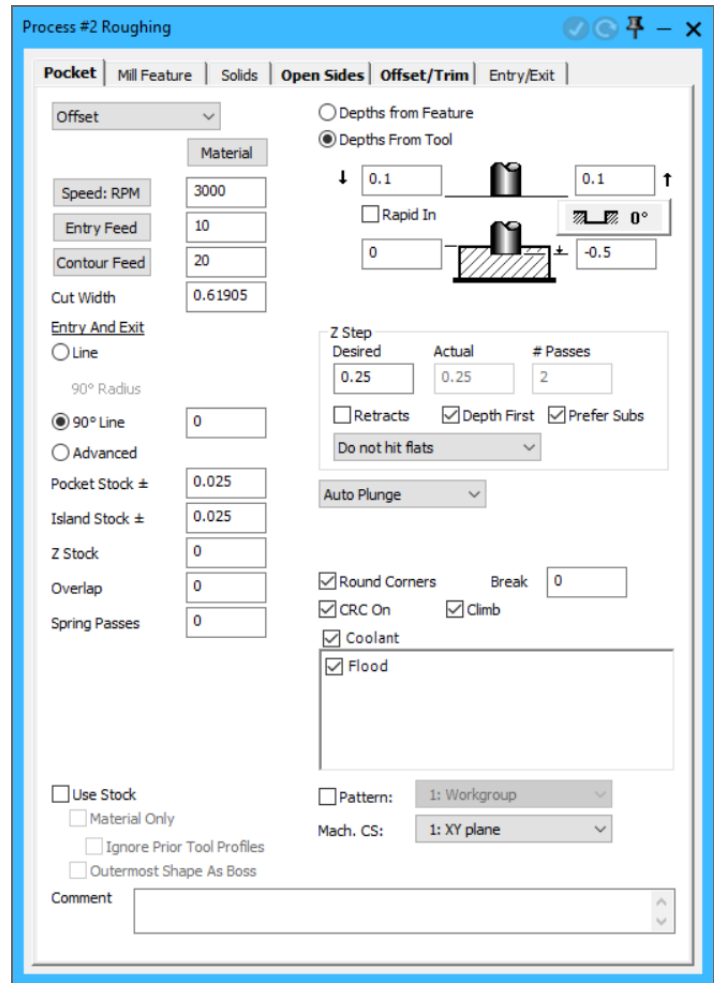 Process #2 Roughing
Pocket Mill Feature Solids Open Sides Offset/Trim Entry/Exit
Offset
Material
Speed: RPM 3000
Entry Feed 10
Contour Feed 20
Cut Width 0.61905
Entry And Exit
Line
90° Radius
90° Line 0
Advanced
Pocket Stock ± 0.025
Island Stock ± 0.025
Z Stock 0
Overlap 0
Spring Passes 0
Depths from Feature
Depths From Tool
0.1 0.1
Rapid In 0°
0 -0.5
Z Step
Desired Actual # Passes
0.25 0.25 2
Retracts Depth First Prefer Subs
Do not hit flats
Auto Plunge
Round Corners Break 0
CRC On Climb
Coolant
Flood
Use Stock
Material Only
Ignore Prior Tool Profiles
Outermost Shape As Boss
Pattern: 1: Workgroup
Mach. CS: 1: XY plane
Comment